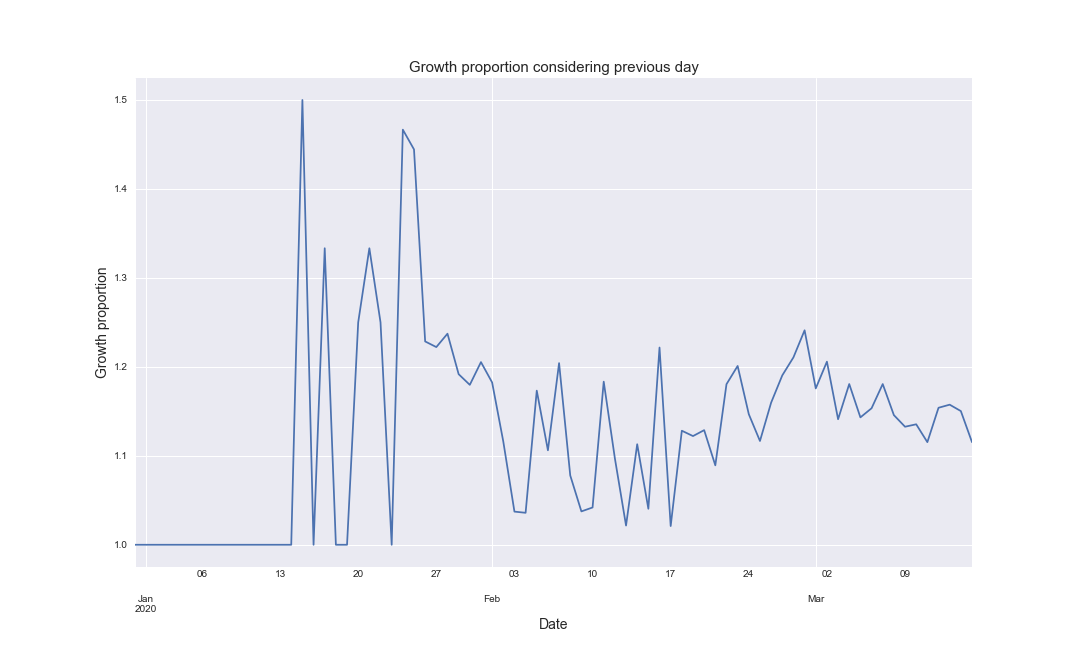 Growth proportion considering previous day
1.5
1.4
1.3
1.2
1.1
1.0
Growth proportion
06 13 20 27 03 10 17 24 02 09
Jan Feb Mar
2020
Date